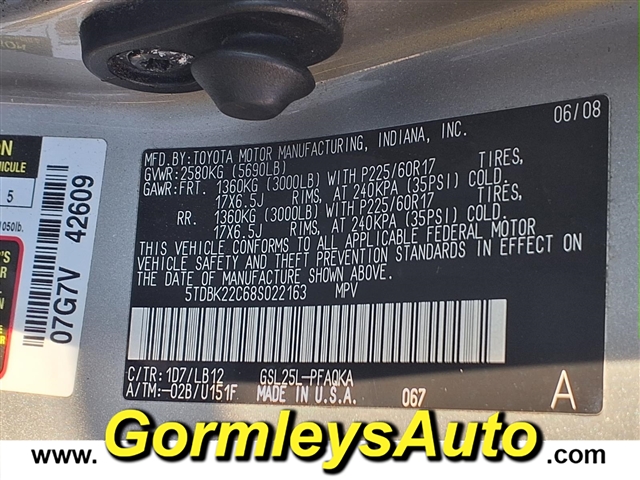 06/08
MFD.BY:TOYOTA MOTOR MANUFACTURING, INDIANA, INC.
GVWR:2580KG (5690LB)
GAWR:FRT. 1360KG (3000LB) WITH P225/60R17 TIRES,
17X6.5J RIMS, AT 240KPA (35PSI) COLD.
RR. 1360KG (3000LB) WITH P225/60R17 TIRES,
17X6.5J RIMS, AT 240KPA (35PSI) COLD.
THIS VEHICLE CONFORMS TO ALL APPLICABLE FEDERAL MOTOR
VEHICLE SAFETY AND THEFT PREVENTION STANDARDS IN EFFECT ON
THE DATE OF MANUFACTURE SHOWN ABOVE.
5TDBK22C68S022163 MPV
C/TR:1D7/LB12 GSL25L-PFAQKA
A/TM:-02B/U151F MADE IN U.S.A. 067 A
07G7V 42609
5
1050lb.
www. GormleysAuto .com